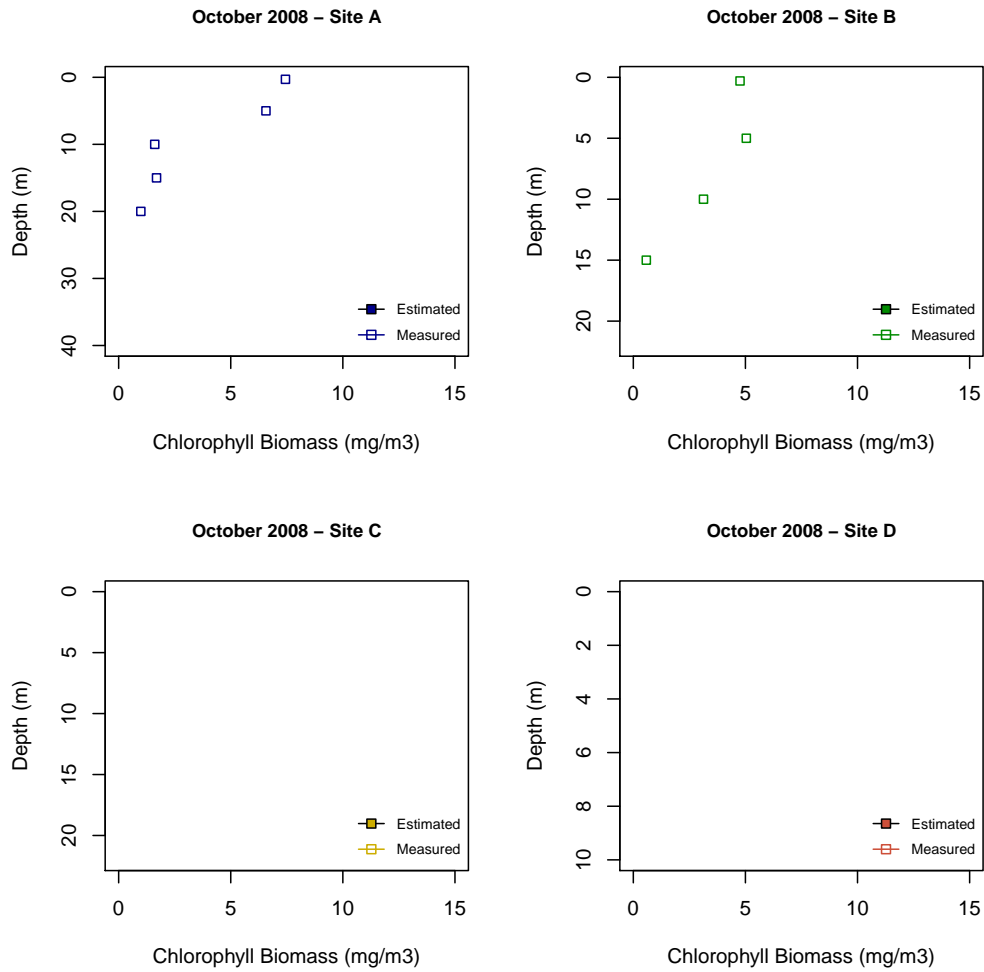 October 2008 – Site A
0
10
20
30
40
Depth (m)
Estimated
Measured
0 5 10 15
Chlorophyll Biomass (mg/m3)
October 2008 – Site B
0
5
10
15
20
Depth (m)
Estimated
Measured
0 5 10 15
Chlorophyll Biomass (mg/m3)
October 2008 – Site C
0
5
10
15
20
Depth (m)
Estimated
Measured
0 5 10 15
Chlorophyll Biomass (mg/m3)
October 2008 – Site D
0
2
4
6
8
10
Depth (m)
Estimated
Measured
0 5 10 15
Chlorophyll Biomass (mg/m3)